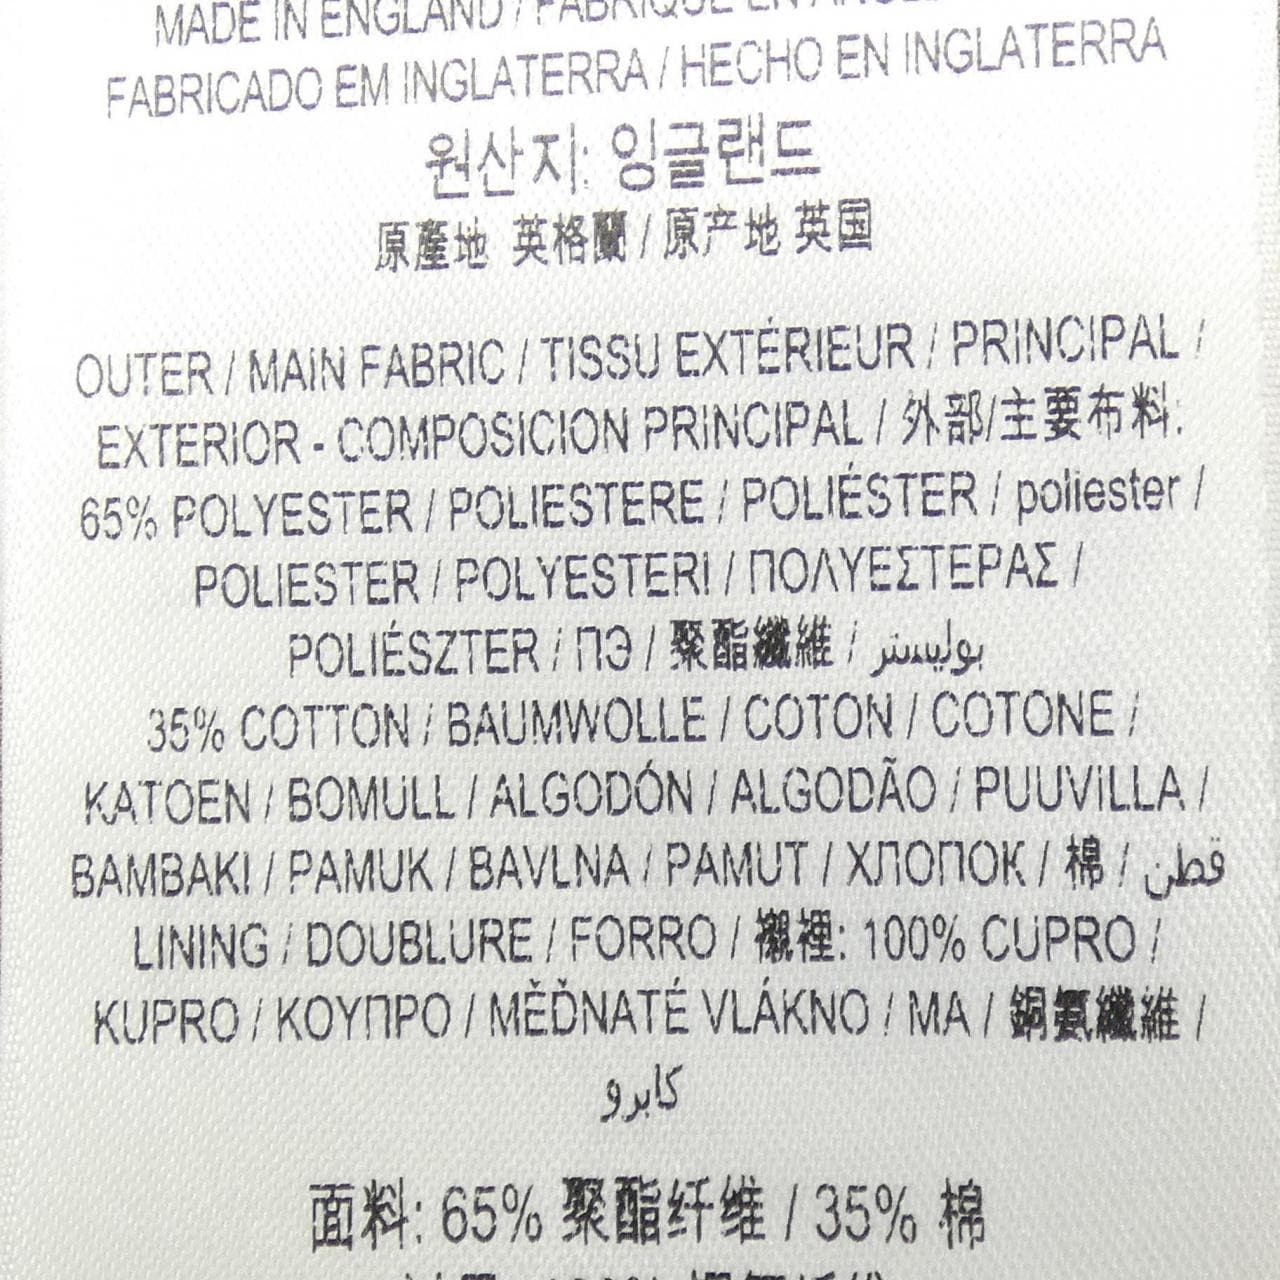 MADE IN ENGLAND / FABRIQUÉ EN
FABRICADO EM INGLATERRA / HECHO EN INGLATERRA
원산지: 잉글랜드
原產地 英格蘭 / 原产地 英国
OUTER / MAIN FABRIC / TISSU EXTÉRIEUR / PRINCIPAL /
EXTERIOR - COMPOSICION PRINCIPAL / 外部/主要布料:
65% POLYESTER / POLIESTERE / POLIÉSTER / poliester /
POLIESTER / POLYESTERI / ΠΟΛΥΕΣΤΕΡΑΣ /
POLIÉSZTER / ПЭ / 聚酯纖維 / بوليستر
35% COTTON / BAUMWOLLE / COTON / COTONE /
KATOEN / BOMULL / ALGODÓN / ALGODÃO / PUUVILLA /
BAMBAKI / PAMUK / BAVLNA / PAMUT / ХЛОПОК / 棉 / قطن
LINING / DOUBLURE / FORRO / 襯裡: 100% CUPRO /
KUPRO / ΚΟΥΠΡΟ / MĚĎNATÉ VLÁKNO / MA / 銅氨纖維 /
كابرو
面料: 65% 聚酯纤维 / 35% 棉